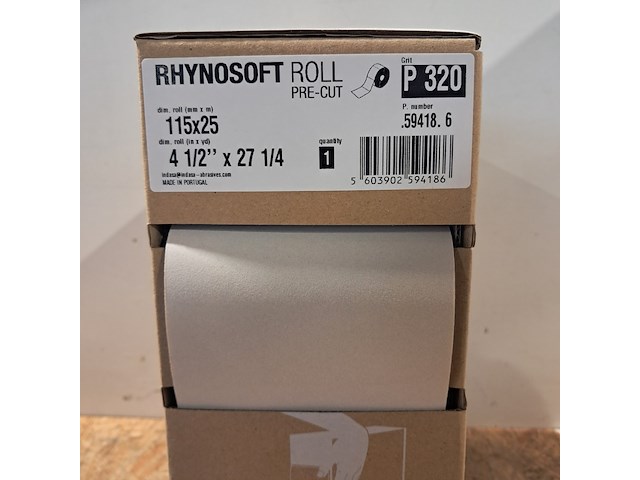 RHYNOSOFT ROLL
PRE-CUT
Grit
P 320
dim. roll (mm x m)
115x25
P. number
.59418. 6
dim. roll (in x yd)
4 1/2’’ x 27 1/4
quantity
1
indasa@indasa-abrasives.com
MADE IN PORTUGAL
5 603902 594186